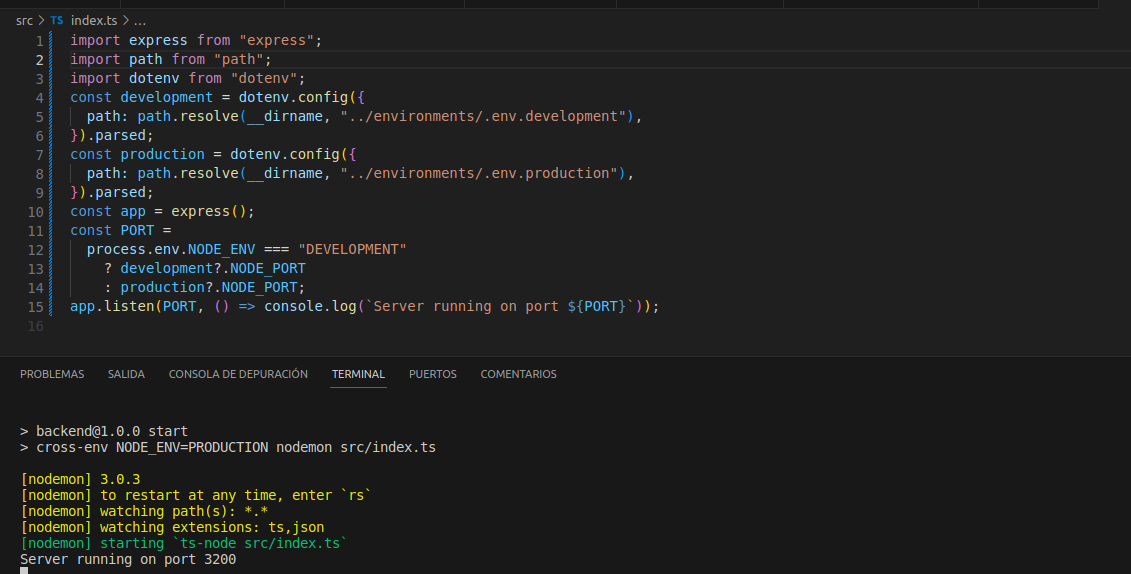 src > TS index.ts > ...
1 import express from "express";
2 import path from "path";
3 import dotenv from "dotenv";
4 const development = dotenv.config({
5   path: path.resolve(__dirname, "../environments/.env.development"),
6 }).parsed;
7 const production = dotenv.config({
8   path: path.resolve(__dirname, "../environments/.env.production"),
9 }).parsed;
10 const app = express();
11 const PORT =
12   process.env.NODE_ENV === "DEVELOPMENT"
13     ? development?.NODE_PORT
14     : production?.NODE_PORT;
15 app.listen(PORT, () => console.log(`Server running on port ${PORT}`));
16
PROBLEMAS SALIDA CONSOLA DE DEPURACIÓN TERMINAL PUERTOS COMENTARIOS
> backend@1.0.0 start
> cross-env NODE_ENV=PRODUCTION nodemon src/index.ts
[nodemon] 3.0.3
[nodemon] to restart at any time, enter `rs`
[nodemon] watching path(s): *.*
[nodemon] watching extensions: ts,json
[nodemon] starting `ts-node src/index.ts`
Server running on port 3200